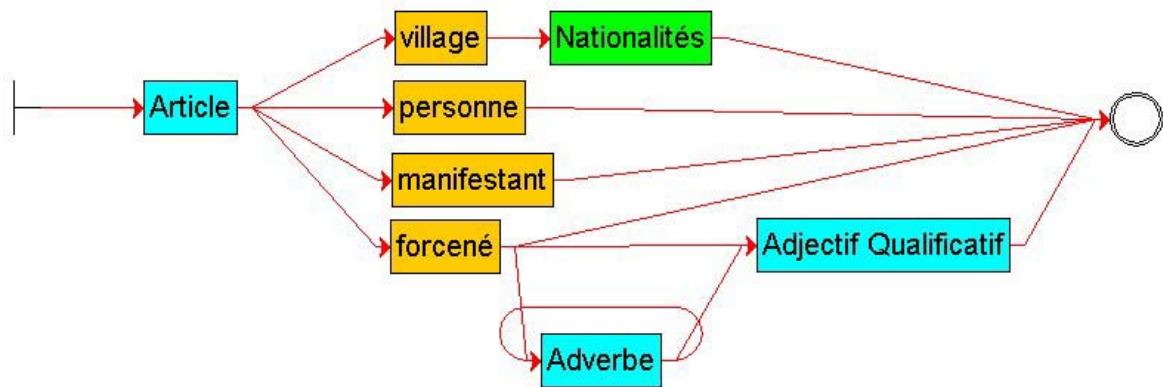 village
Nationalités
Article
personne
manifestant
forcené
Adjectif Qualificatif
Adverbe